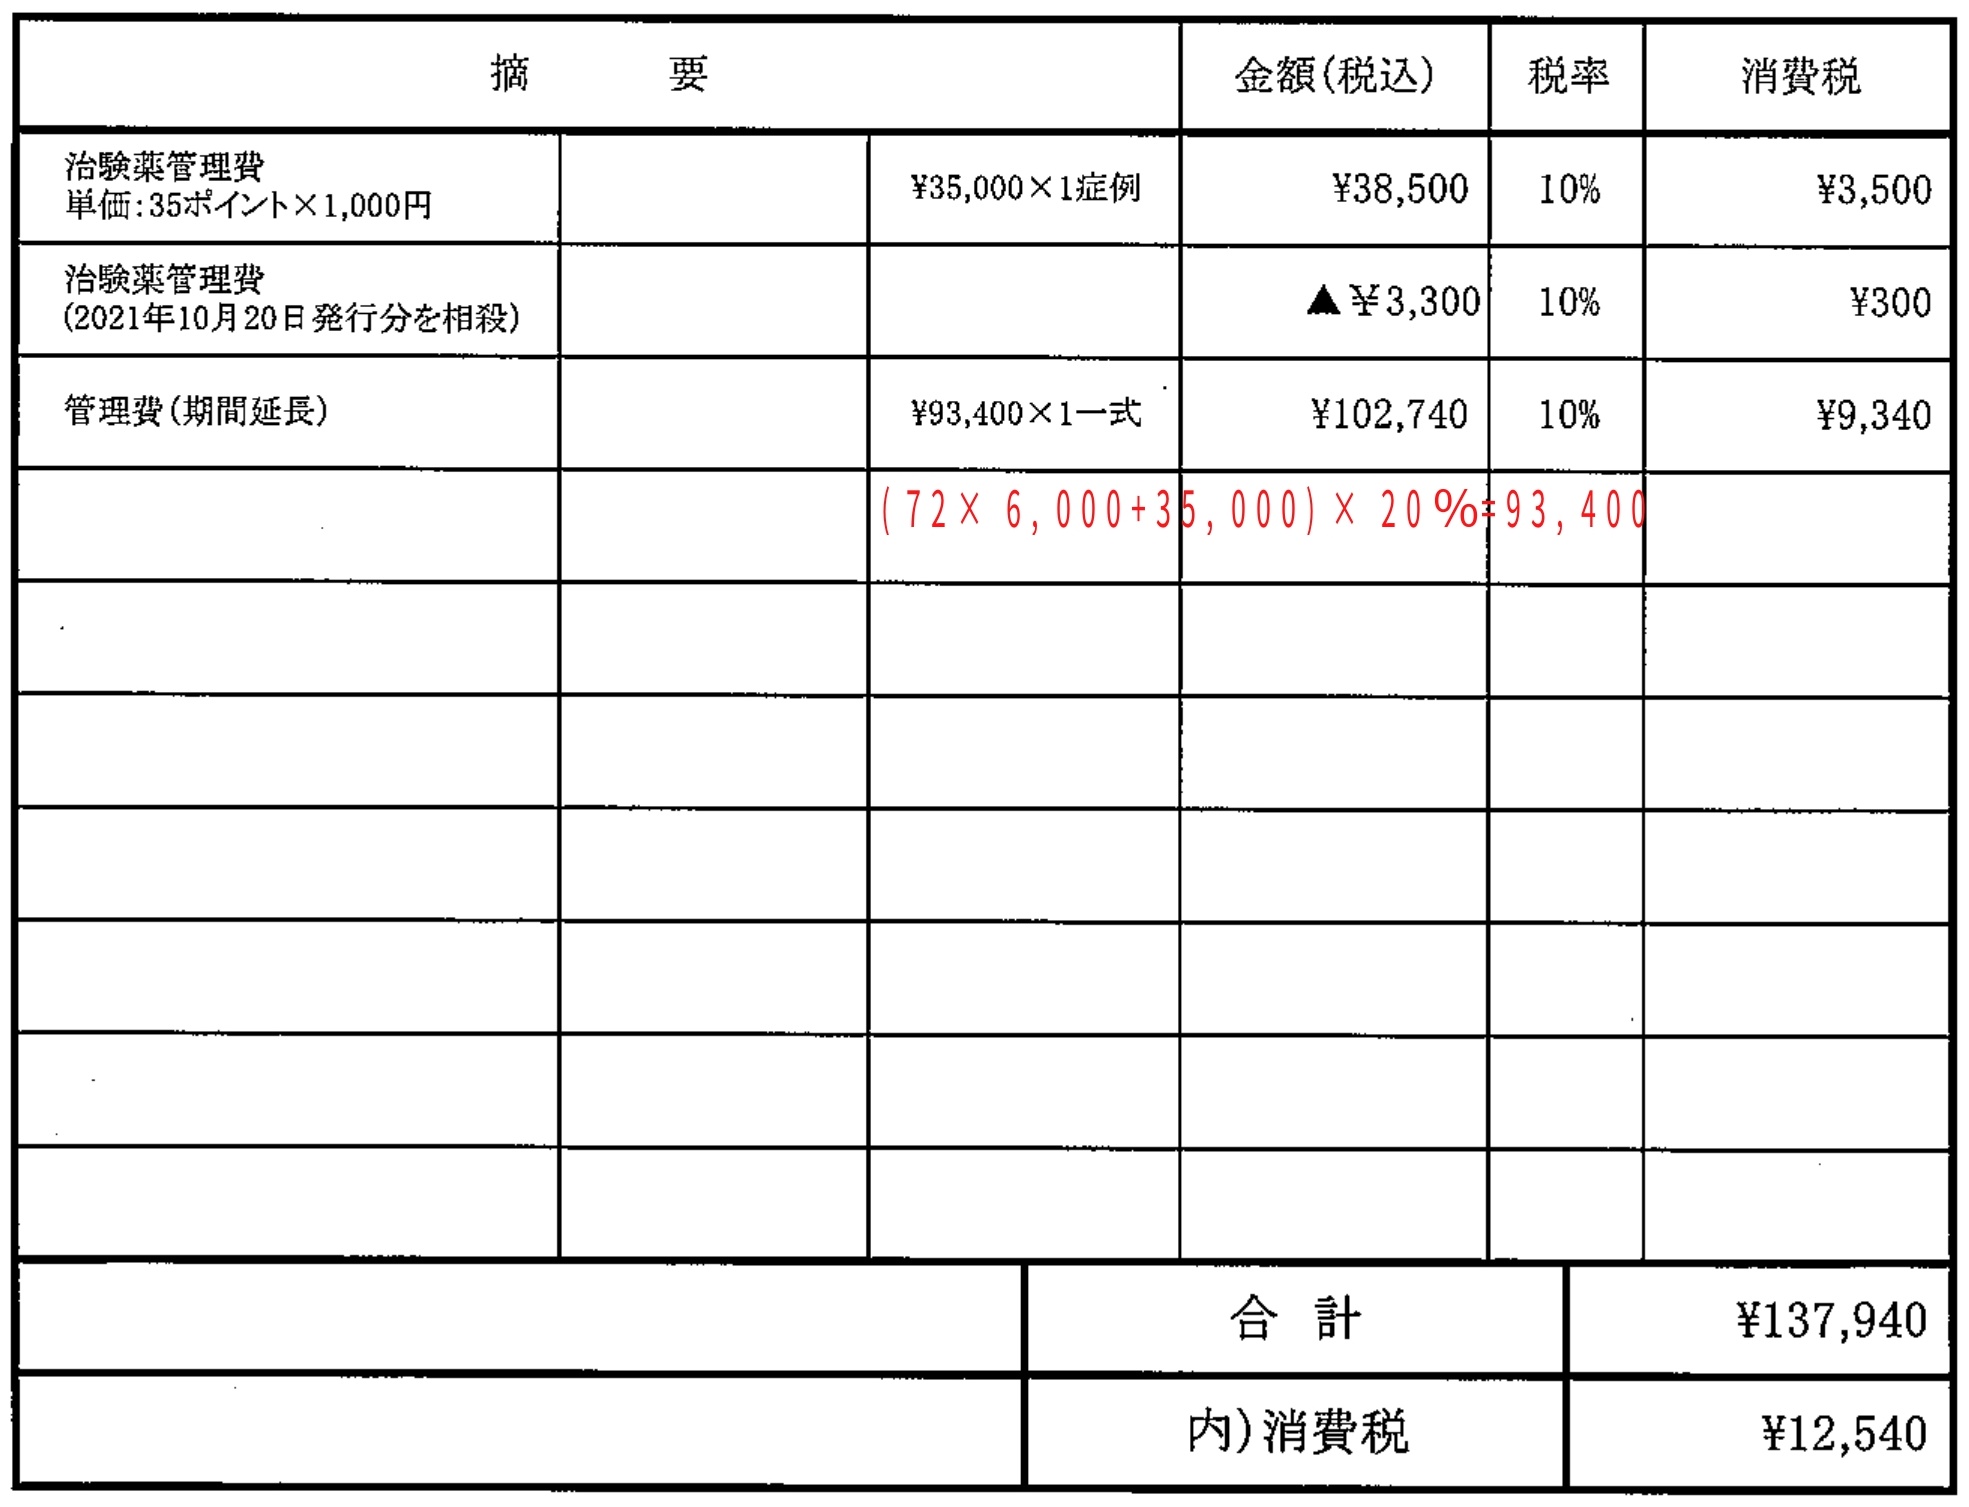 摘 要 金額(税込) 税率 消費税
治験薬管理費
単価:35ポイント×1,000円 ¥35,000×1症例 ¥38,500 10% ¥3,500
治験薬管理費
(2021年10月20日発行分を相殺) ▲¥3,300 10% ¥300
管理費(期間延長) ¥93,400×1一式 ¥102,740 10% ¥9,340
(72×6,000+35,000)×20%=93,400
合 計 ¥137,940
内)消費税 ¥12,540